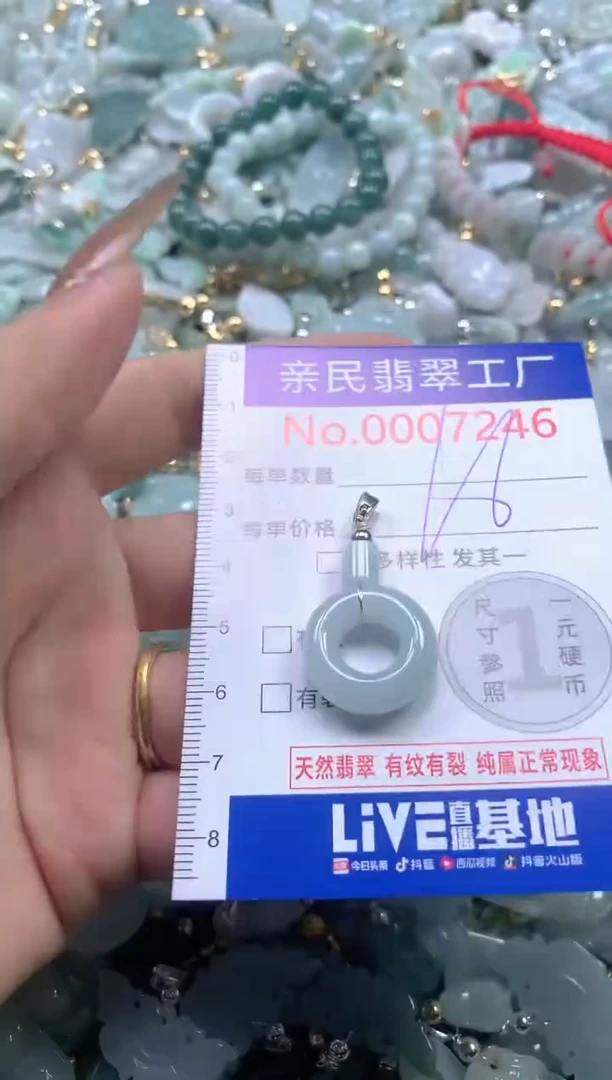 0
亲民翡翠工厂
1
No.0007246
2
每单数量
3
每单价格
4
多样性 发其一
5
尺寸参照
1
一元硬币
6
有
7
天然翡翠 有纹有裂 纯属正常现象
LiVE直播基地
8
今日头条 抖音 西瓜视频 抖音火山版